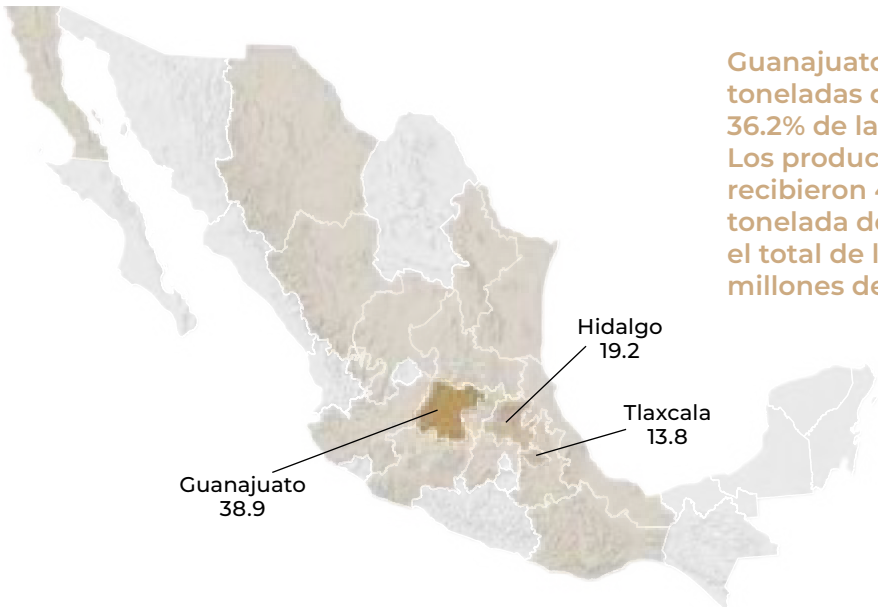 Guanajuato
toneladas
36.2% de la
Los produc
recibieron
tonelada
el total de
millones
Hidalgo
19.2
Tlaxcala
13.8
Guanajuato
38.9